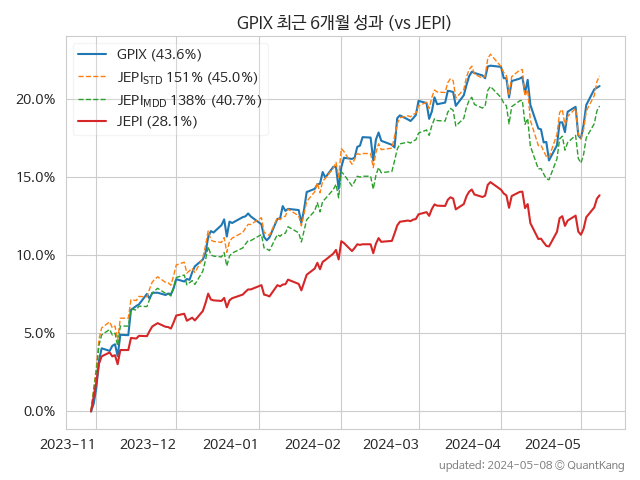 GPIX 최근 6개월 성과 (vs JEPI)
GPIX (43.6%)
JEPI_STD 151% (45.0%)
JEPI_MDD 138% (40.7%)
JEPI (28.1%)
20.0%
15.0%
10.0%
5.0%
0.0%
2023-11 2023-12 2024-01 2024-02 2024-03 2024-04 2024-05
updated: 2024-05-08 © QuantKang